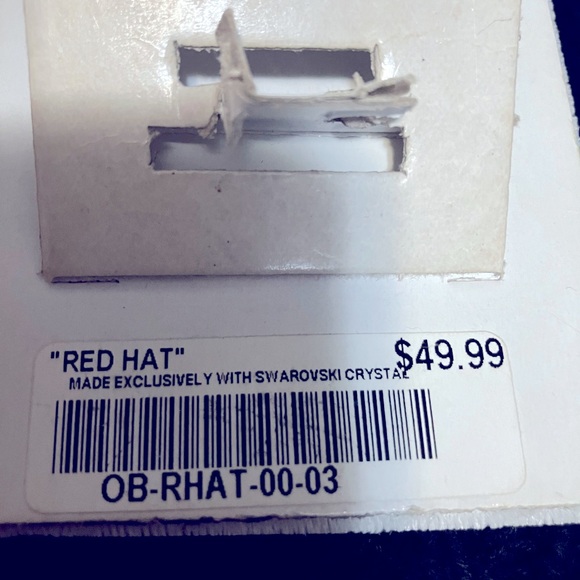 "RED HAT" $49.99
MADE EXCLUSIVELY WITH SWAROVSKI CRYSTAL
OB-RHAT-00-03